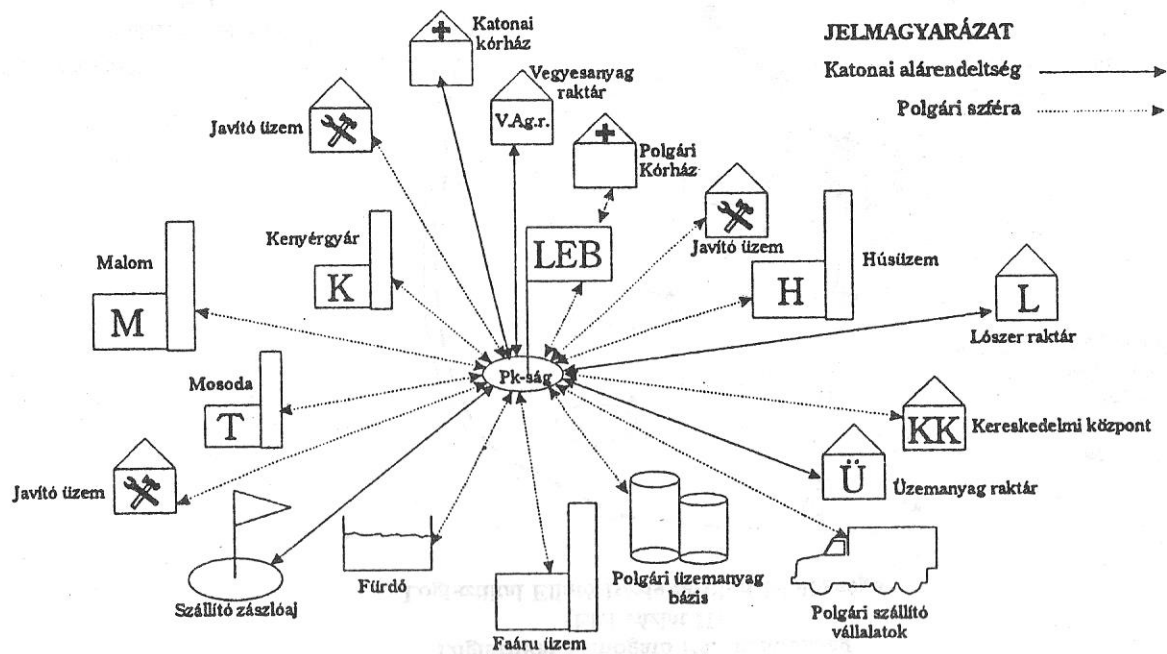 JELMAGYARÁZAT
Katonai alárendeltség
Polgári szféra
Katonai
kórház
Vegyesanyag
raktár
V.Ag.r.
Javító üzem
Polgári
Kórház
LEB
Javító üzem
Kenyérgyár
K
Malom
M
Húsüzem
H
L
Lószer raktár
Pk-ság
Mosoda
T
KK
Kereskedelmi központ
Javító üzem
Ü
Üzemanyag raktár
Szállító zászlóaj
Fürdő
Faáru üzem
Polgári üzemanyag
bázis
Polgári szállító
vállalatok